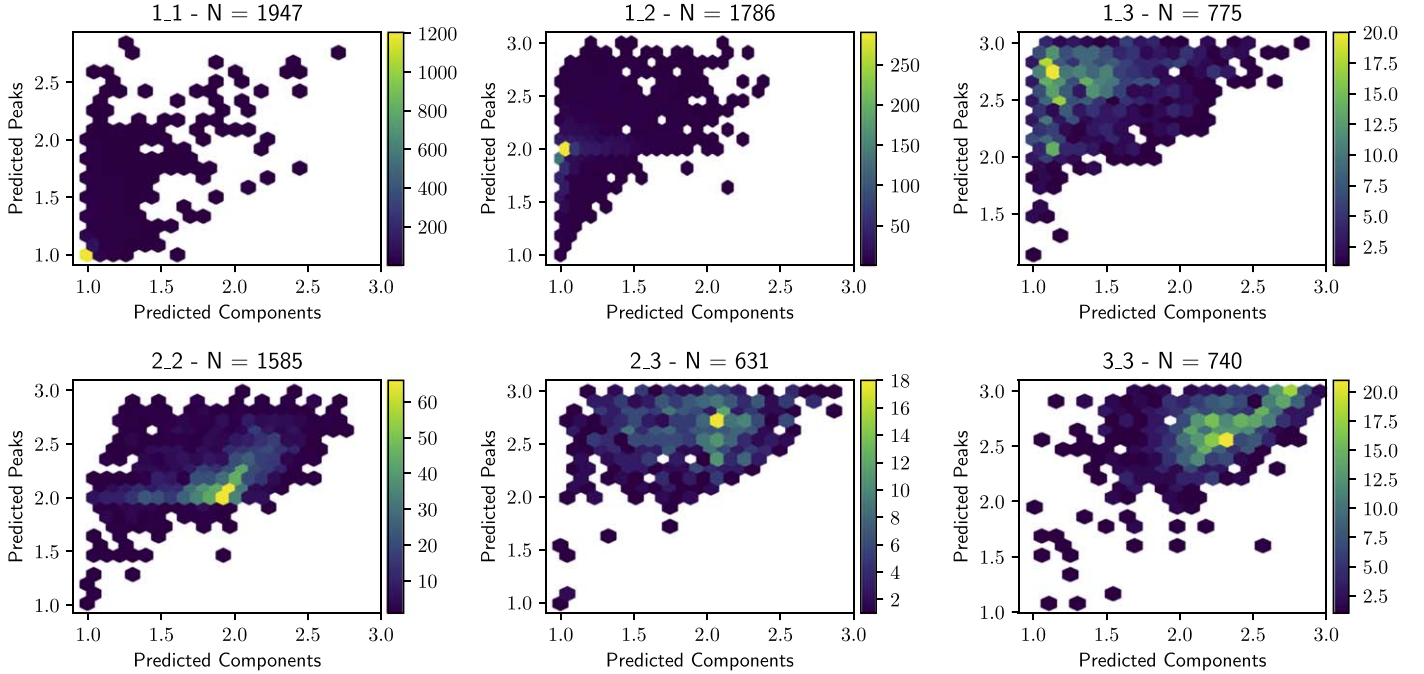 1_1 - N = 1947
Predicted Peaks
2.5
2.0
1.5
1.0
1.0 1.5 2.0 2.5 3.0
Predicted Components
1200
1000
800
600
400
200
1_2 - N = 1786
Predicted Peaks
3.0
2.5
2.0
1.5
1.0
1.0 1.5 2.0 2.5 3.0
Predicted Components
250
200
150
100
50
1_3 - N = 775
Predicted Peaks
3.0
2.5
2.0
1.5
1.0 1.5 2.0 2.5 3.0
Predicted Components
20.0
17.5
15.0
12.5
10.0
7.5
5.0
2.5
2_2 - N = 1585
Predicted Peaks
3.0
2.5
2.0
1.5
1.0
1.0 1.5 2.0 2.5 3.0
Predicted Components
60
50
40
30
20
10
2_3 - N = 631
Predicted Peaks
3.0
2.5
2.0
1.5
1.0
1.0 1.5 2.0 2.5 3.0
Predicted Components
18
16
14
12
10
8
6
4
2
3_3 - N = 740
Predicted Peaks
3.0
2.5
2.0
1.5
1.0
1.0 1.5 2.0 2.5 3.0
Predicted Components
20.0
17.5
15.0
12.5
10.0
7.5
5.0
2.5